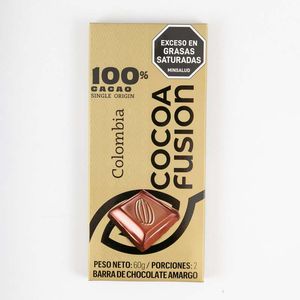 EXCESO EN
GRASAS
SATURADAS
MINSALUD
100%
CACAO
SINGLE ORIGIN
Colombia
COCOA
FUSION
PESO NETO: 60g / PORCIONES: 2
BARRA DE CHOCOLATE AMARGO